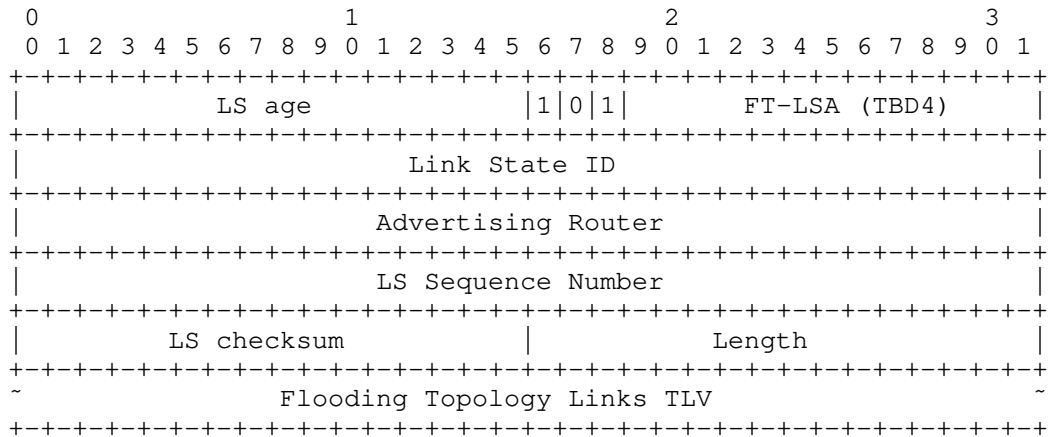 0                   1                   2                   3
 0 1 2 3 4 5 6 7 8 9 0 1 2 3 4 5 6 7 8 9 0 1 2 3 4 5 6 7 8 9 0 1
+-+-+-+-+-+-+-+-+-+-+-+-+-+-+-+-+-+-+-+-+-+-+-+-+-+-+-+-+-+-+-+-+
|            LS age             |1|0|1|      FT-LSA (TBD4)      |
+-+-+-+-+-+-+-+-+-+-+-+-+-+-+-+-+-+-+-+-+-+-+-+-+-+-+-+-+-+-+-+-+
|                        Link State ID                          |
+-+-+-+-+-+-+-+-+-+-+-+-+-+-+-+-+-+-+-+-+-+-+-+-+-+-+-+-+-+-+-+-+
|                      Advertising Router                       |
+-+-+-+-+-+-+-+-+-+-+-+-+-+-+-+-+-+-+-+-+-+-+-+-+-+-+-+-+-+-+-+-+
|                      LS Sequence Number                       |
+-+-+-+-+-+-+-+-+-+-+-+-+-+-+-+-+-+-+-+-+-+-+-+-+-+-+-+-+-+-+-+-+
|         LS checksum           |           Length              |
+-+-+-+-+-+-+-+-+-+-+-+-+-+-+-+-+-+-+-+-+-+-+-+-+-+-+-+-+-+-+-+-+
~                Flooding Topology Links TLV                    ~
+-+-+-+-+-+-+-+-+-+-+-+-+-+-+-+-+-+-+-+-+-+-+-+-+-+-+-+-+-+-+-+-+